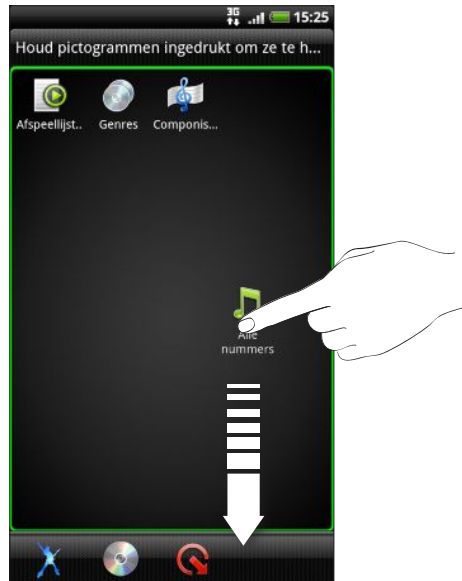 3G 15:25
Houd pictogrammen ingedrukt om ze te h...
Afspeellijst.. Genres Componis...
Alle
nummers